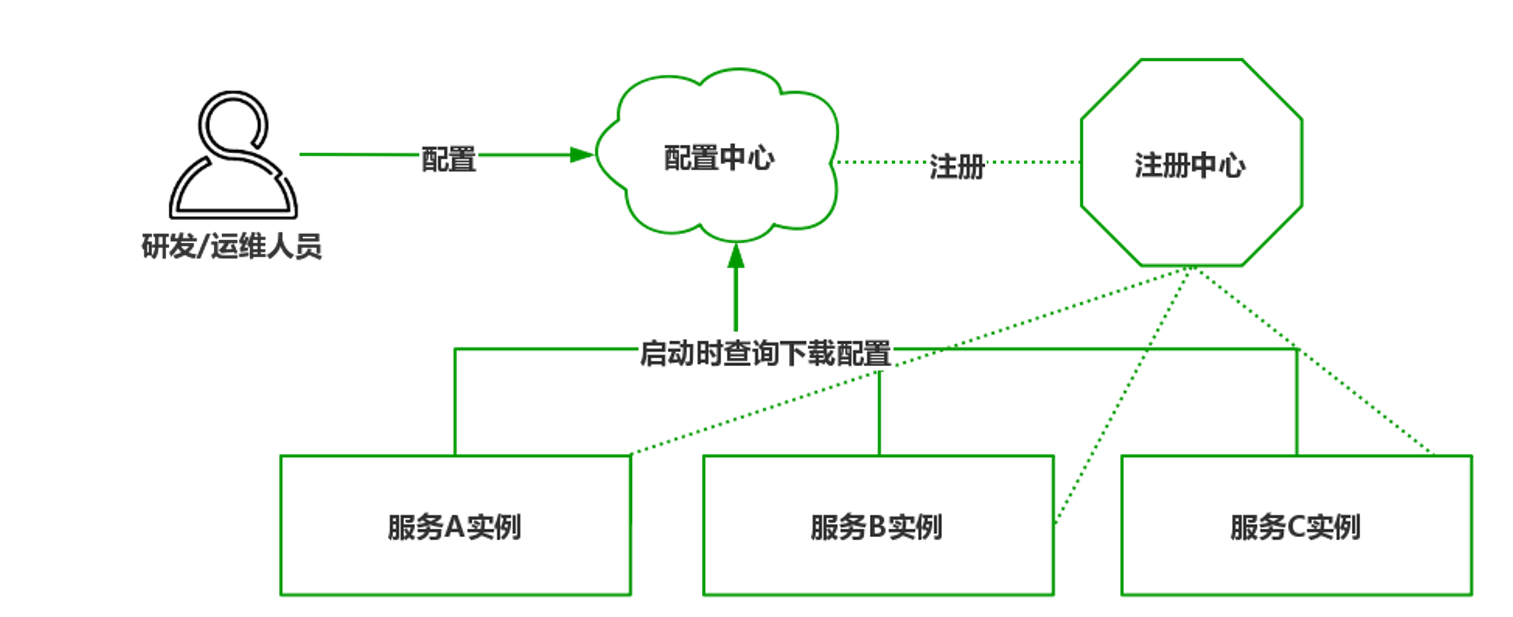 配置
配置中心
注册
注册中心
研发/运维人员
启动时查询下载配置
服务A实例
服务B实例
服务C实例